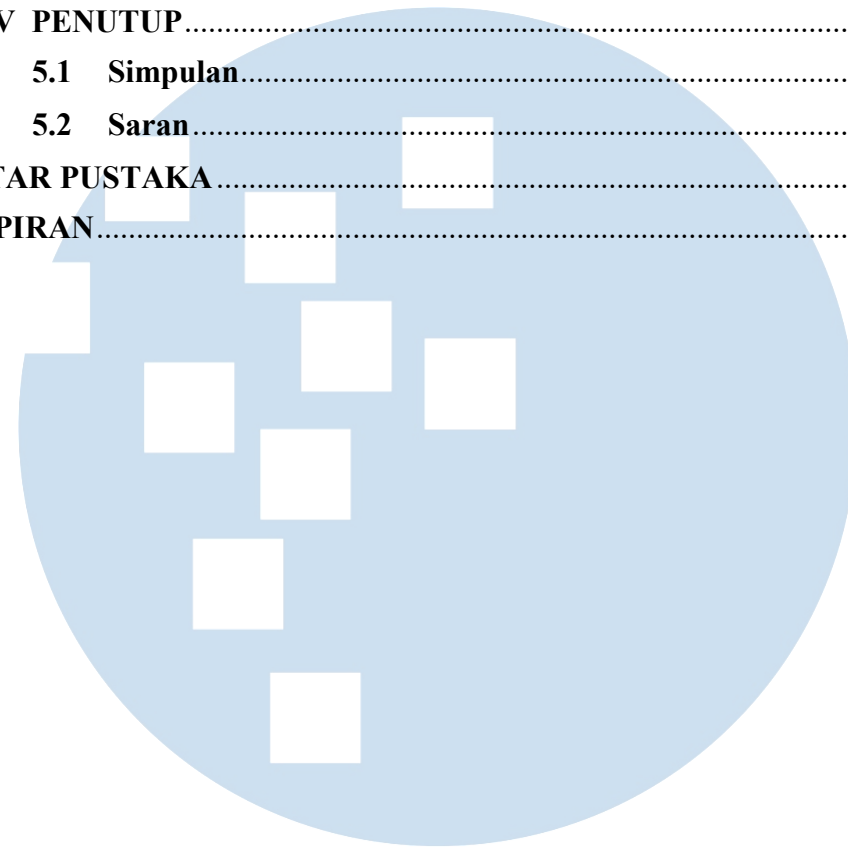 V PENUTUP..........................................................................................
5.1 Simpulan..........................................................................................
5.2 Saran..........................................................................................
TAR PUSTAKA..........................................................................................
PIRAN..........................................................................................